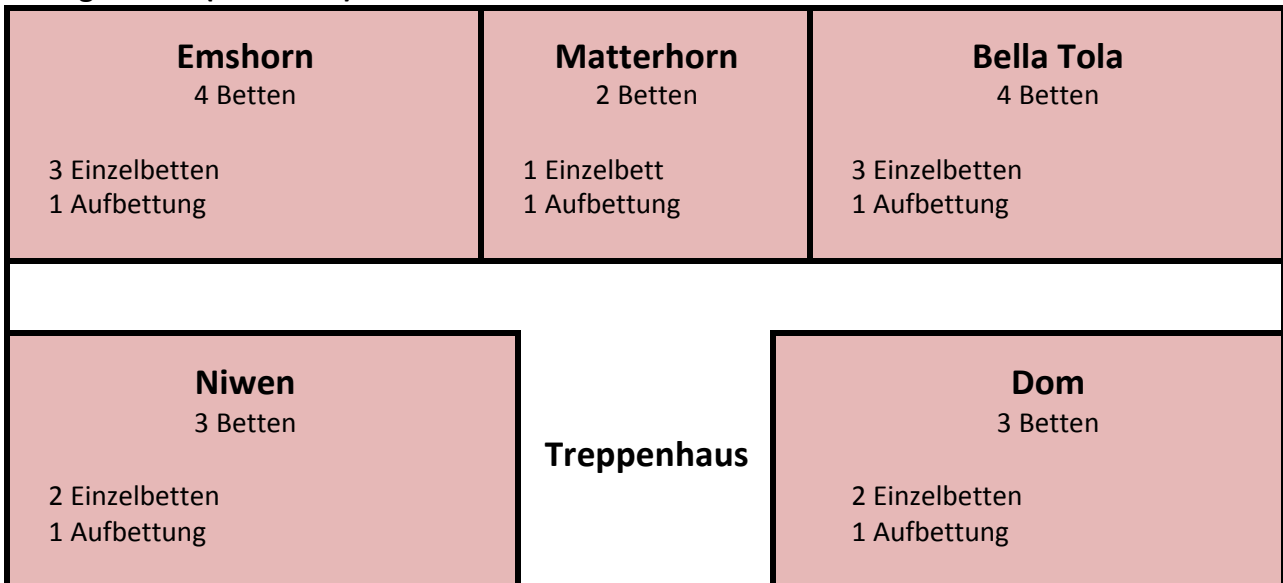 Emshorn
4 Betten
3 Einzelbetten
1 Aufbettung
Matterhorn
2 Betten
1 Einzelbett
1 Aufbettung
Bella Tola
4 Betten
3 Einzelbetten
1 Aufbettung
Niwen
3 Betten
2 Einzelbetten
1 Aufbettung
Treppenhaus
Dom
3 Betten
2 Einzelbetten
1 Aufbettung